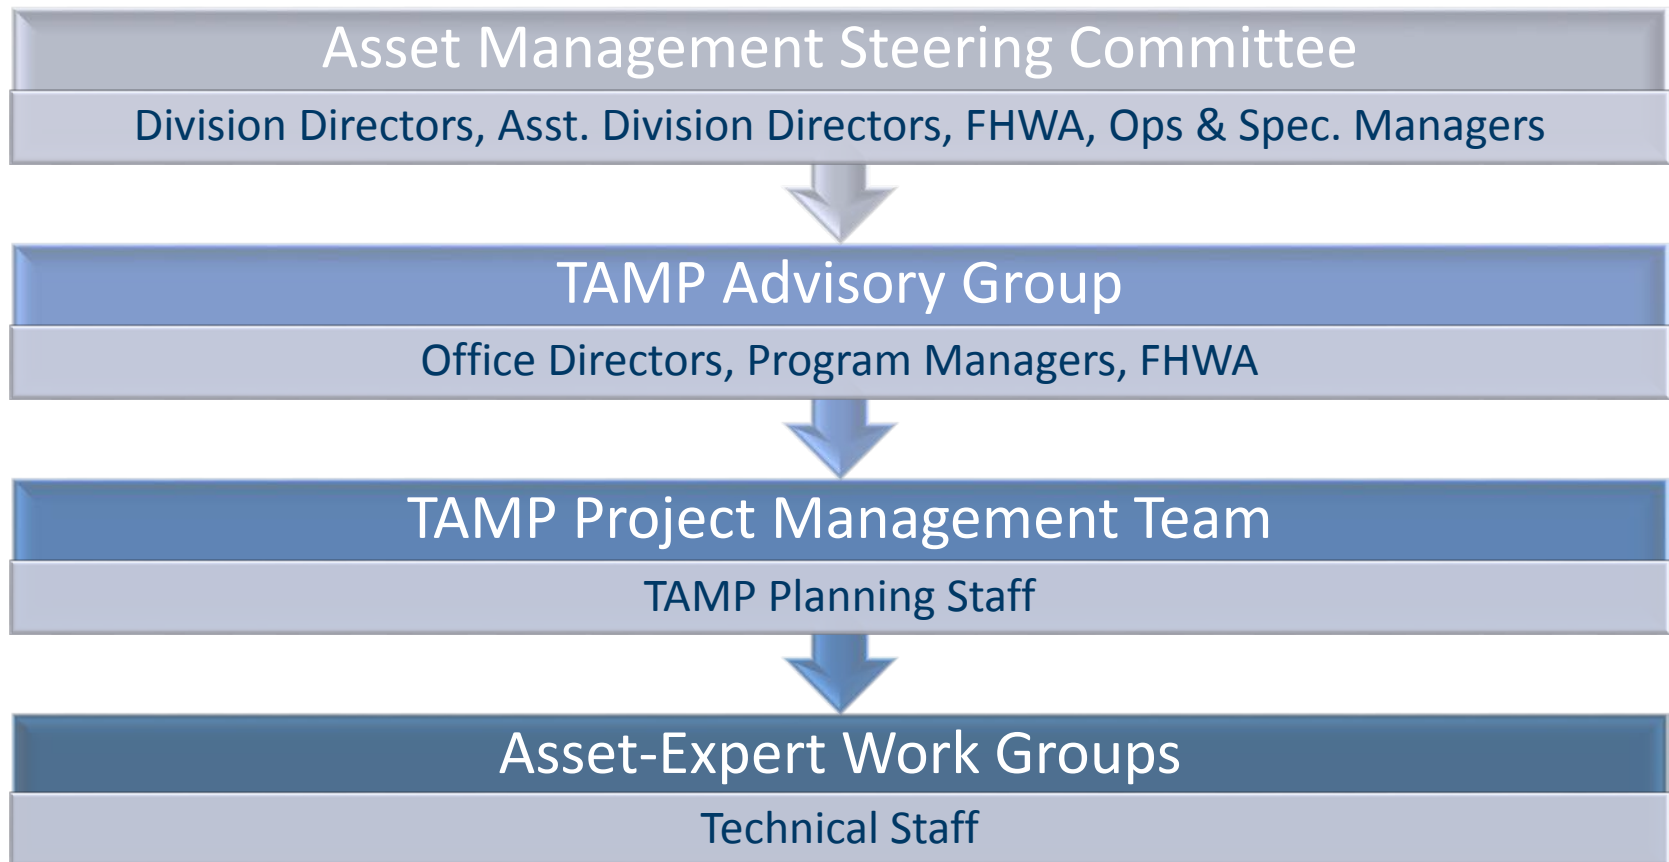 Asset Management Steering Committee
Division Directors, Asst. Division Directors, FHWA, Ops & Spec. Managers
TAMP Advisory Group
Office Directors, Program Managers, FHWA
TAMP Project Management Team
TAMP Planning Staff
Asset-Expert Work Groups
Technical Staff